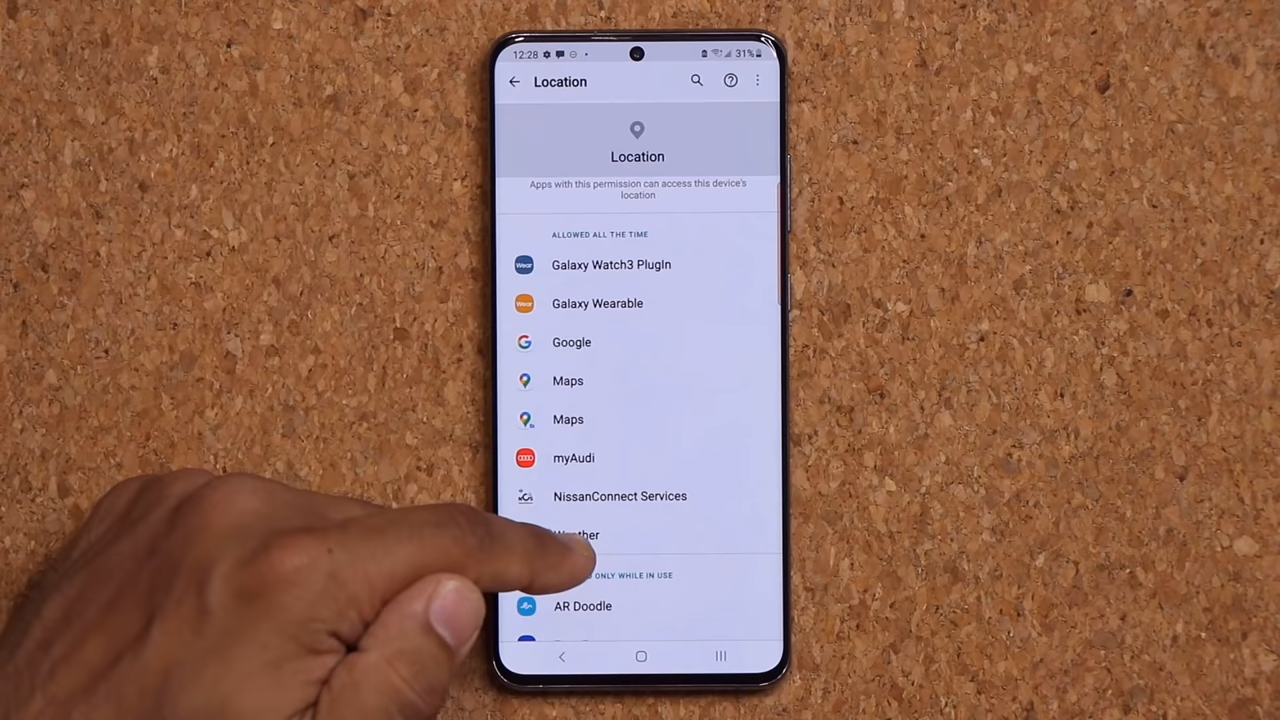 12:28
31%
Location
Location
Apps with this permission can access this device's
location
ALLOWED ALL THE TIME
Wear
Galaxy Watch3 PlugIn
Wear
Galaxy Wearable
Google
Maps
Maps
myAudi
NissanConnect Services
ONLY WHILE IN USE
AR Doodle